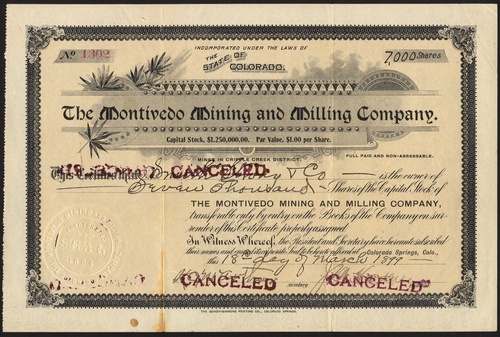 INCORPORATED UNDER THE LAWS OF
THE STATE OF COLORADO.
No 1302
7,000 Shares
The Montivedo Mining and Milling Company.
Capital Stock, $1,250,000.00. Par Value, $1.00 per Share.
MINES IN CRIPPLE CREEK DISTRICT.
FULL PAID AND NON-ASSESSABLE.
CANCELED
This Certifies that & Co is the owner of
Seven Thousand Shares of the Capital Stock of
THE MONTIVEDO MINING AND MILLING COMPANY,
transferable only by entry on the Books of the Company on sur-
render of this Certificate properly assigned.
In Witness Whereof, the President and Secretary have hereunto subscribed
their names and caused its corporate Seal to be hereto affixed at Colorado Springs, Colo.,
this 18th day of March
SEAL
CANCELED
Secretary
CANCELED